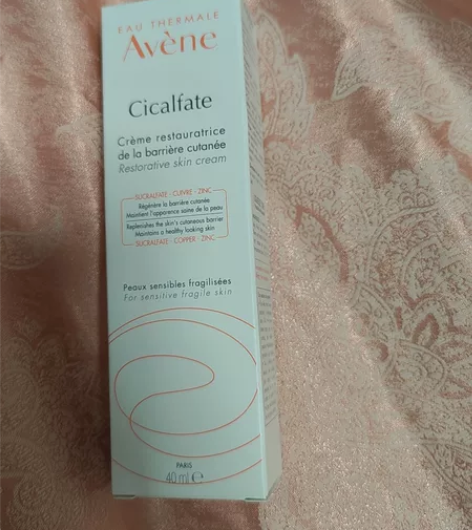 EAU THERMALE
Avène
Cicalfate
Crème restauratrice
de la barrière cutanée
Restorative skin cream
SUCRALFATE · CUIVRE · ZINC
Régénère la barrière cutanée
Maintient l'apparence saine de la peau
Replenishes the skin's cutaneous barrier
Maintains a healthy looking skin
SUCRALFATE · COPPER · ZINC
Peaux sensibles fragilisées
For sensitive fragile skin
PARIS
40 ml ℮